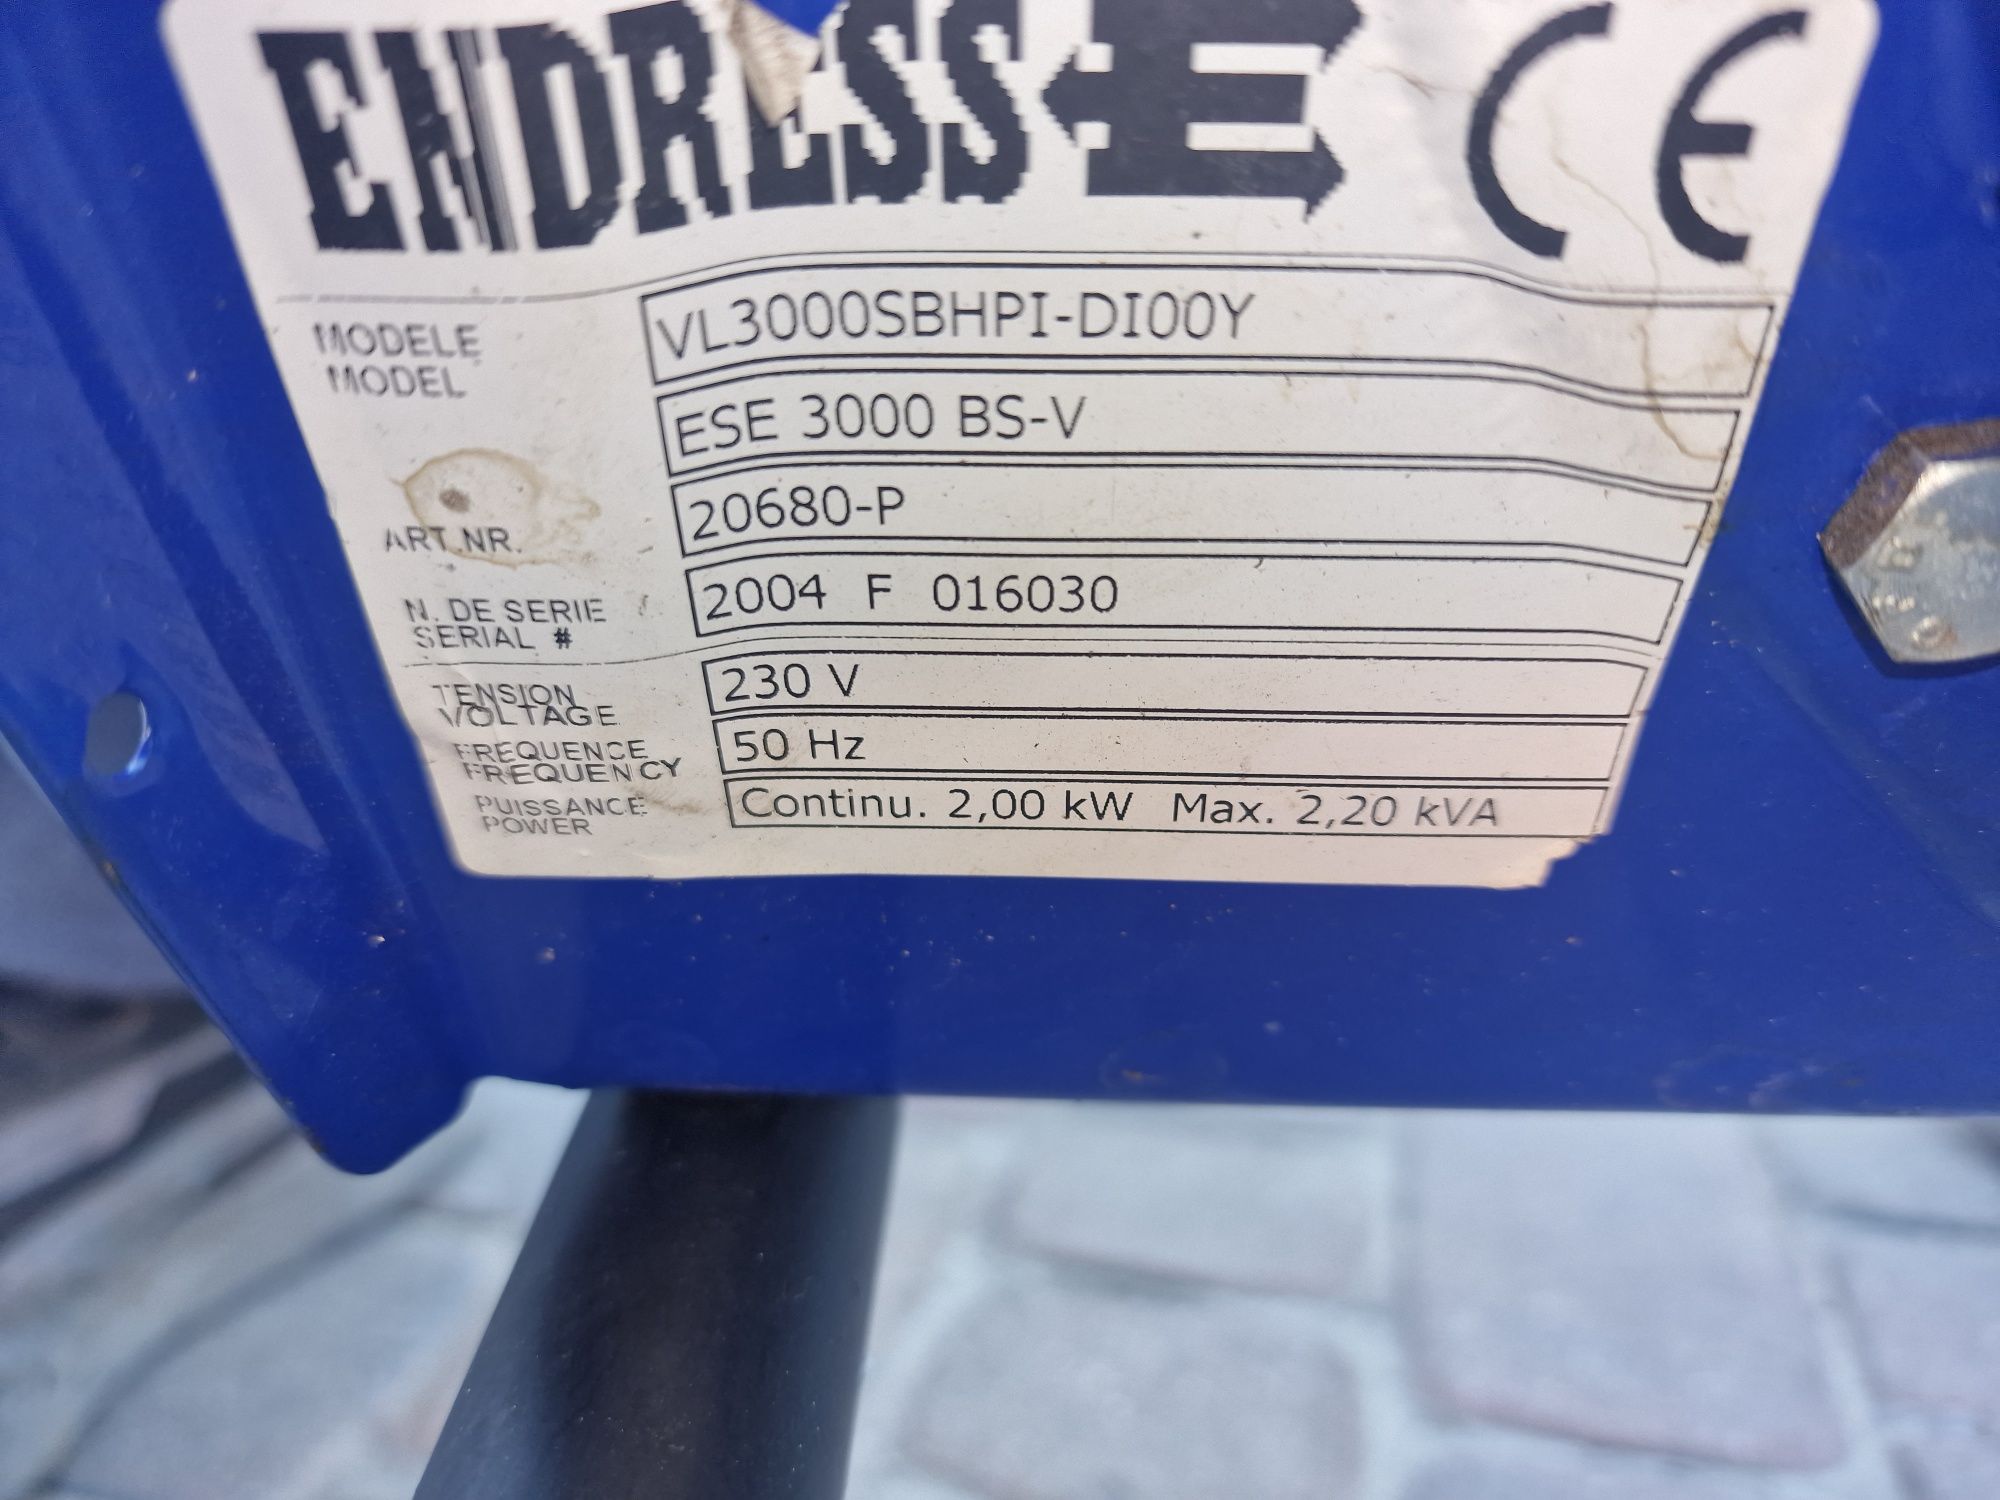 ENDRESS CE
MODELE VL3000SBHPI-DI00Y
MODEL
ESE 3000 BS-V
ART.NR. 20680-P
N. DE SERIE 2004 F 016030
SERIAL #
TENSION 230 V
VOLTAGE
FREQUENCE 50 Hz
FREQUENCY
PUISSANCE Continu. 2,00 kW Max. 2,20 kVA
POWER